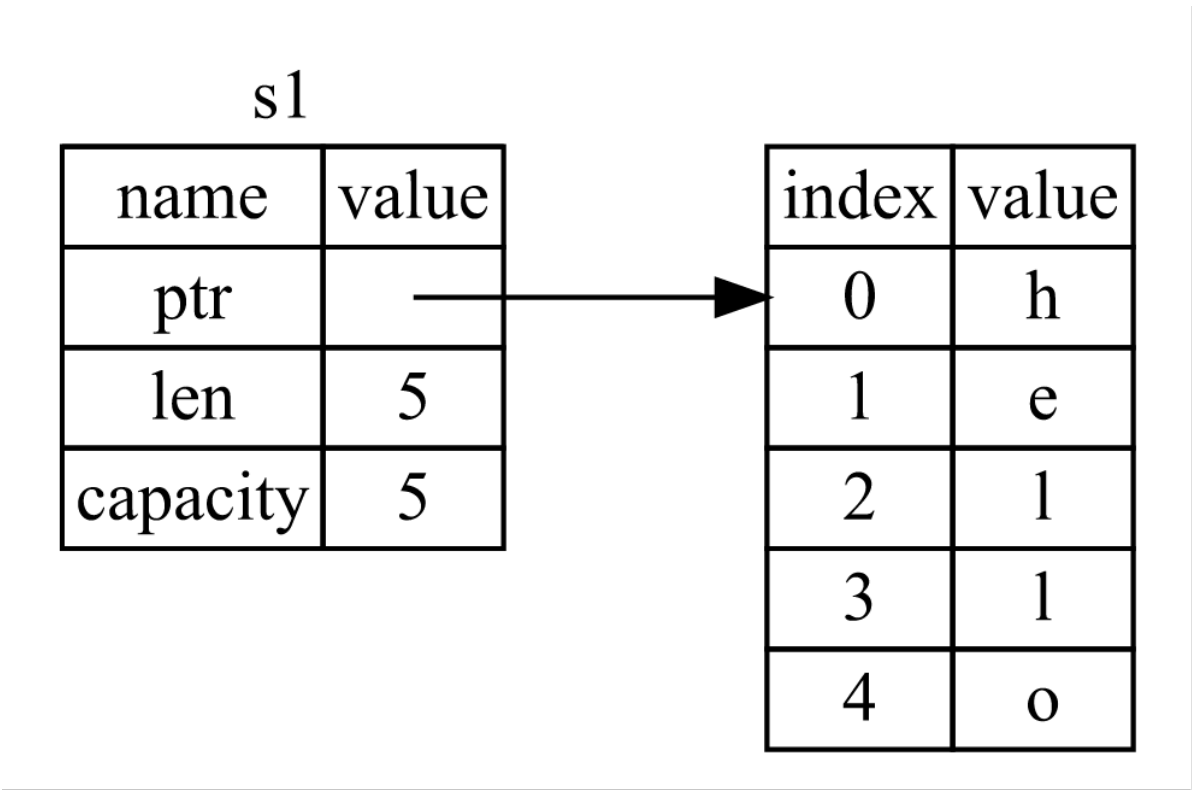 s1
name value
ptr
len 5
capacity 5
index value
0 h
1 e
2 l
3 l
4 o